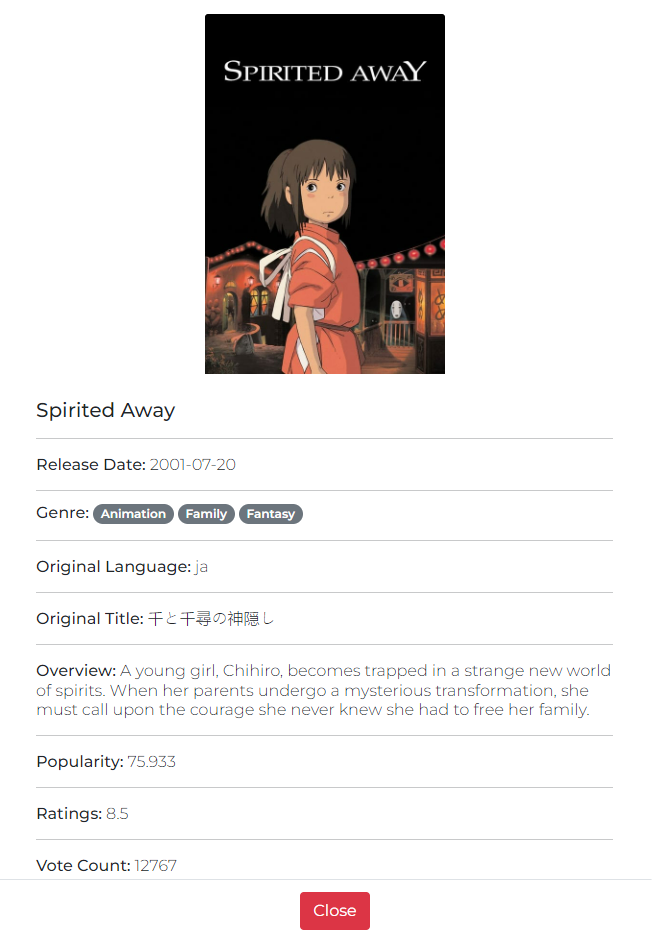 SPIRITED AWAY
Spirited Away
Release Date: 2001-07-20
Genre: Animation Family Fantasy
Original Language: ja
Original Title: 千と千尋の神隠し
Overview: A young girl, Chihiro, becomes trapped in a strange new world
of spirits. When her parents undergo a mysterious transformation, she
must call upon the courage she never knew she had to free her family.
Popularity: 75.933
Ratings: 8.5
Vote Count: 12767
Close